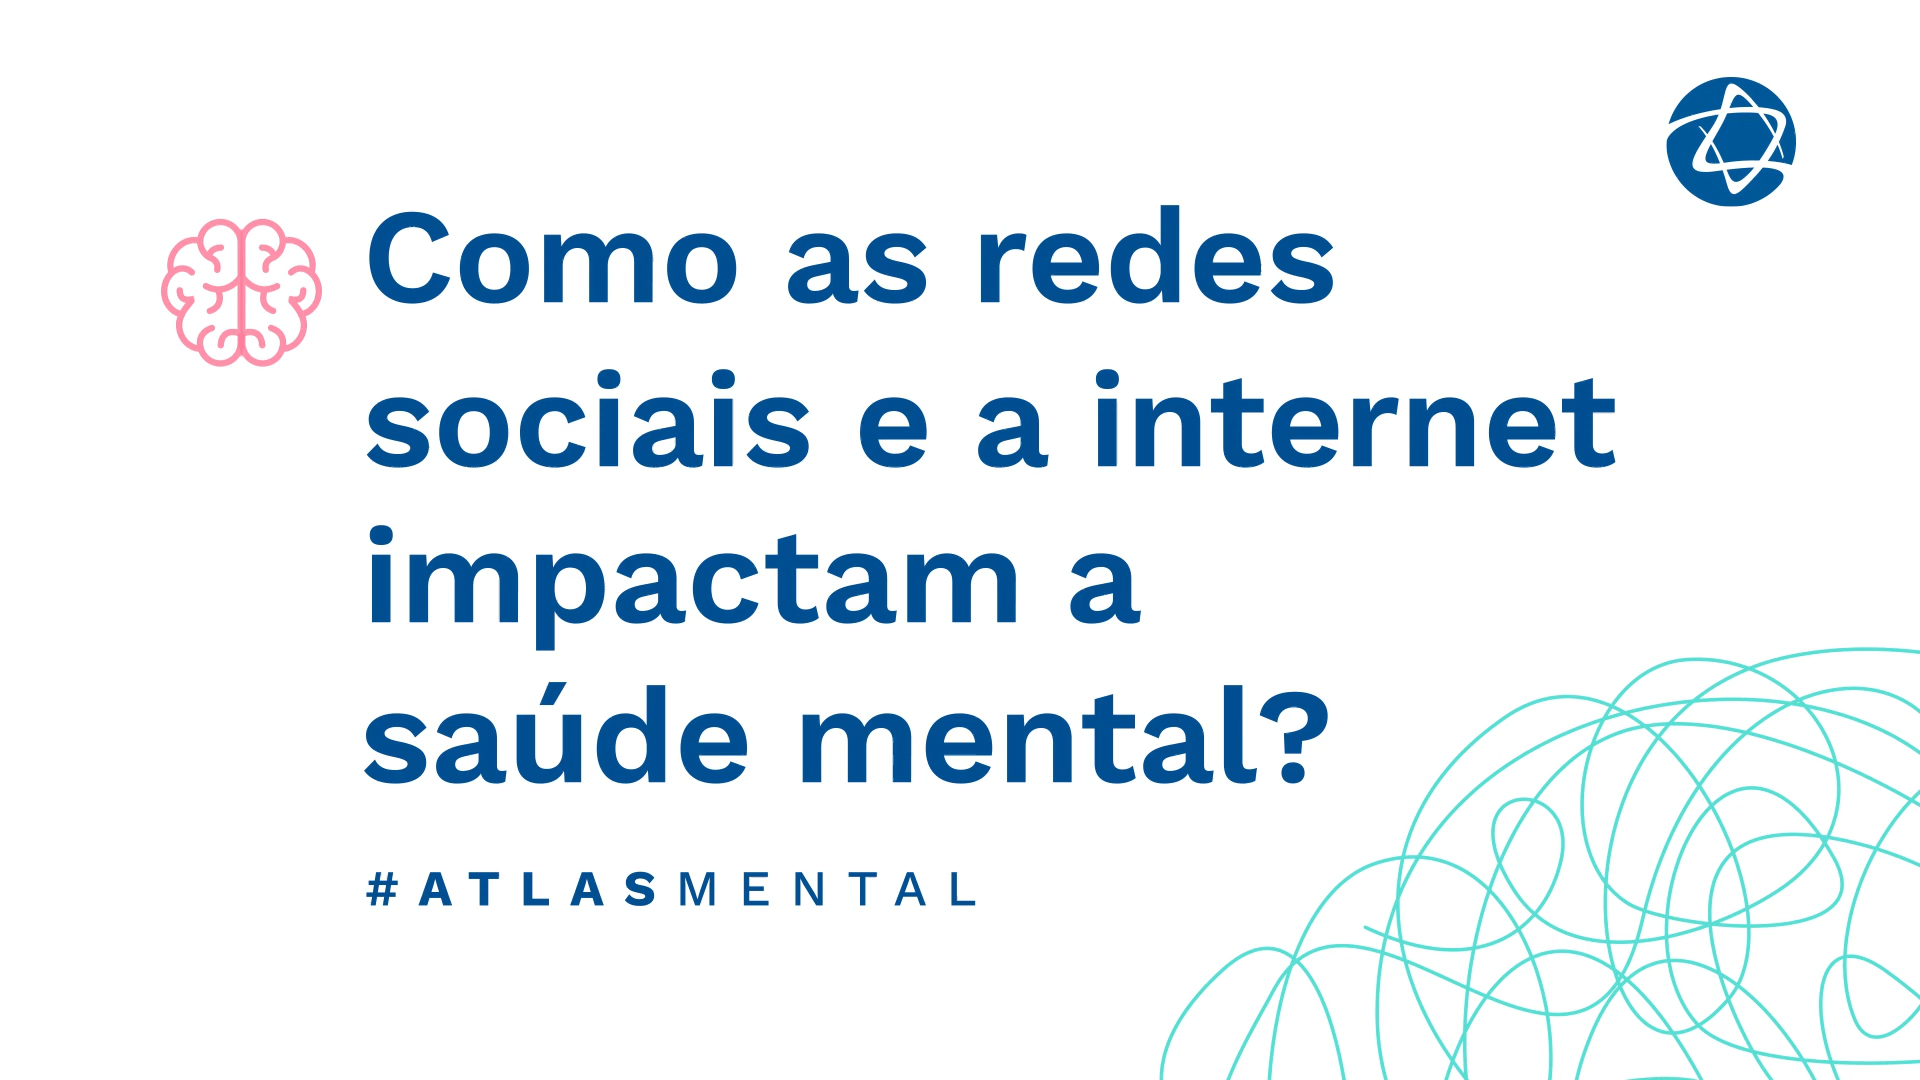 Como as redes
sociais e a internet
impactam a
saúde mental?
#ATLASMENTAL